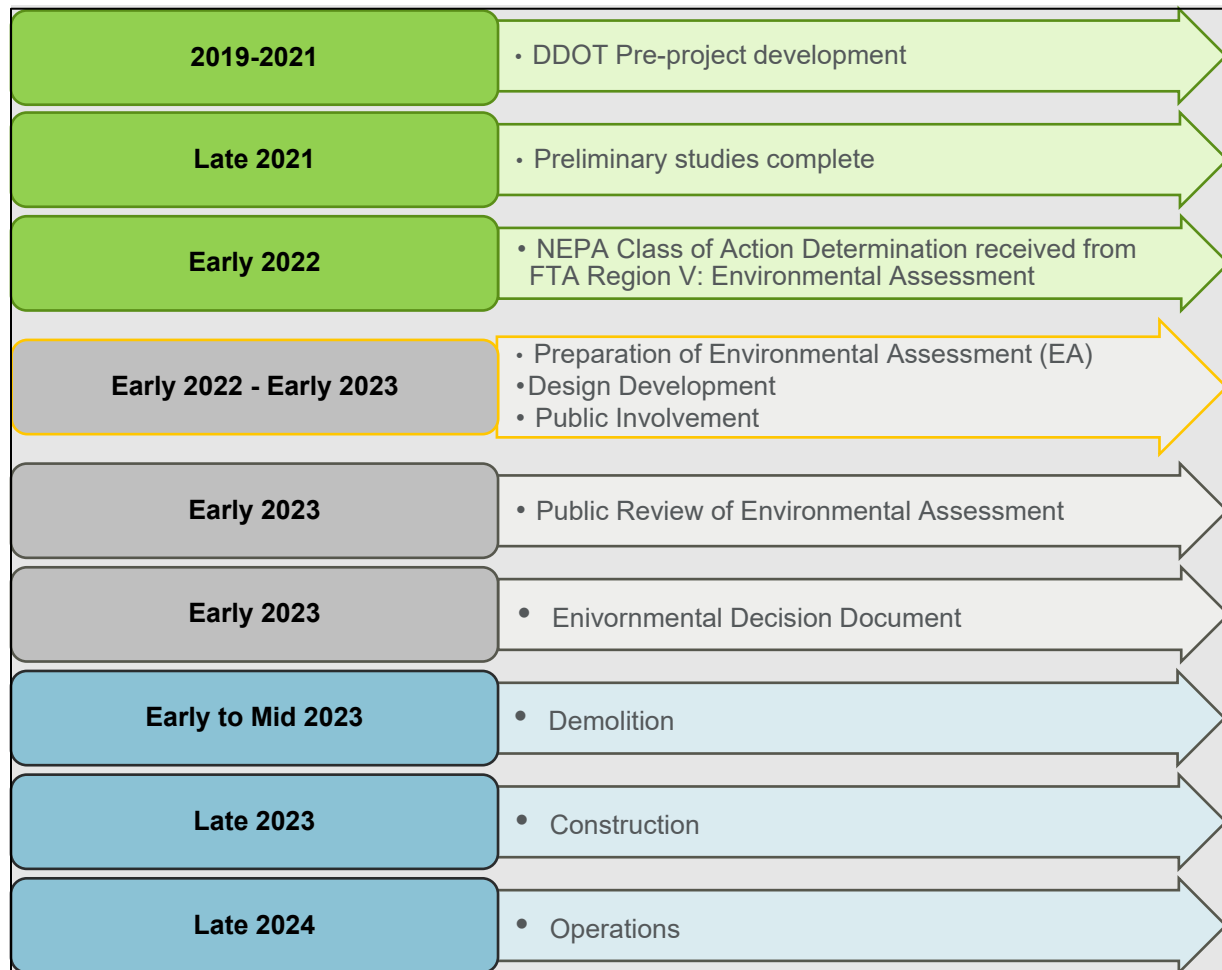 2019-2021
• DDOT Pre-project development
Late 2021
• Preliminary studies complete
Early 2022
• NEPA Class of Action Determination received from
FTA Region V: Environmental Assessment
Early 2022 - Early 2023
• Preparation of Environmental Assessment (EA)
•Design Development
• Public Involvement
Early 2023
• Public Review of Environmental Assessment
Early 2023
• Enivornmental Decision Document
Early to Mid 2023
• Demolition
Late 2023
• Construction
Late 2024
• Operations